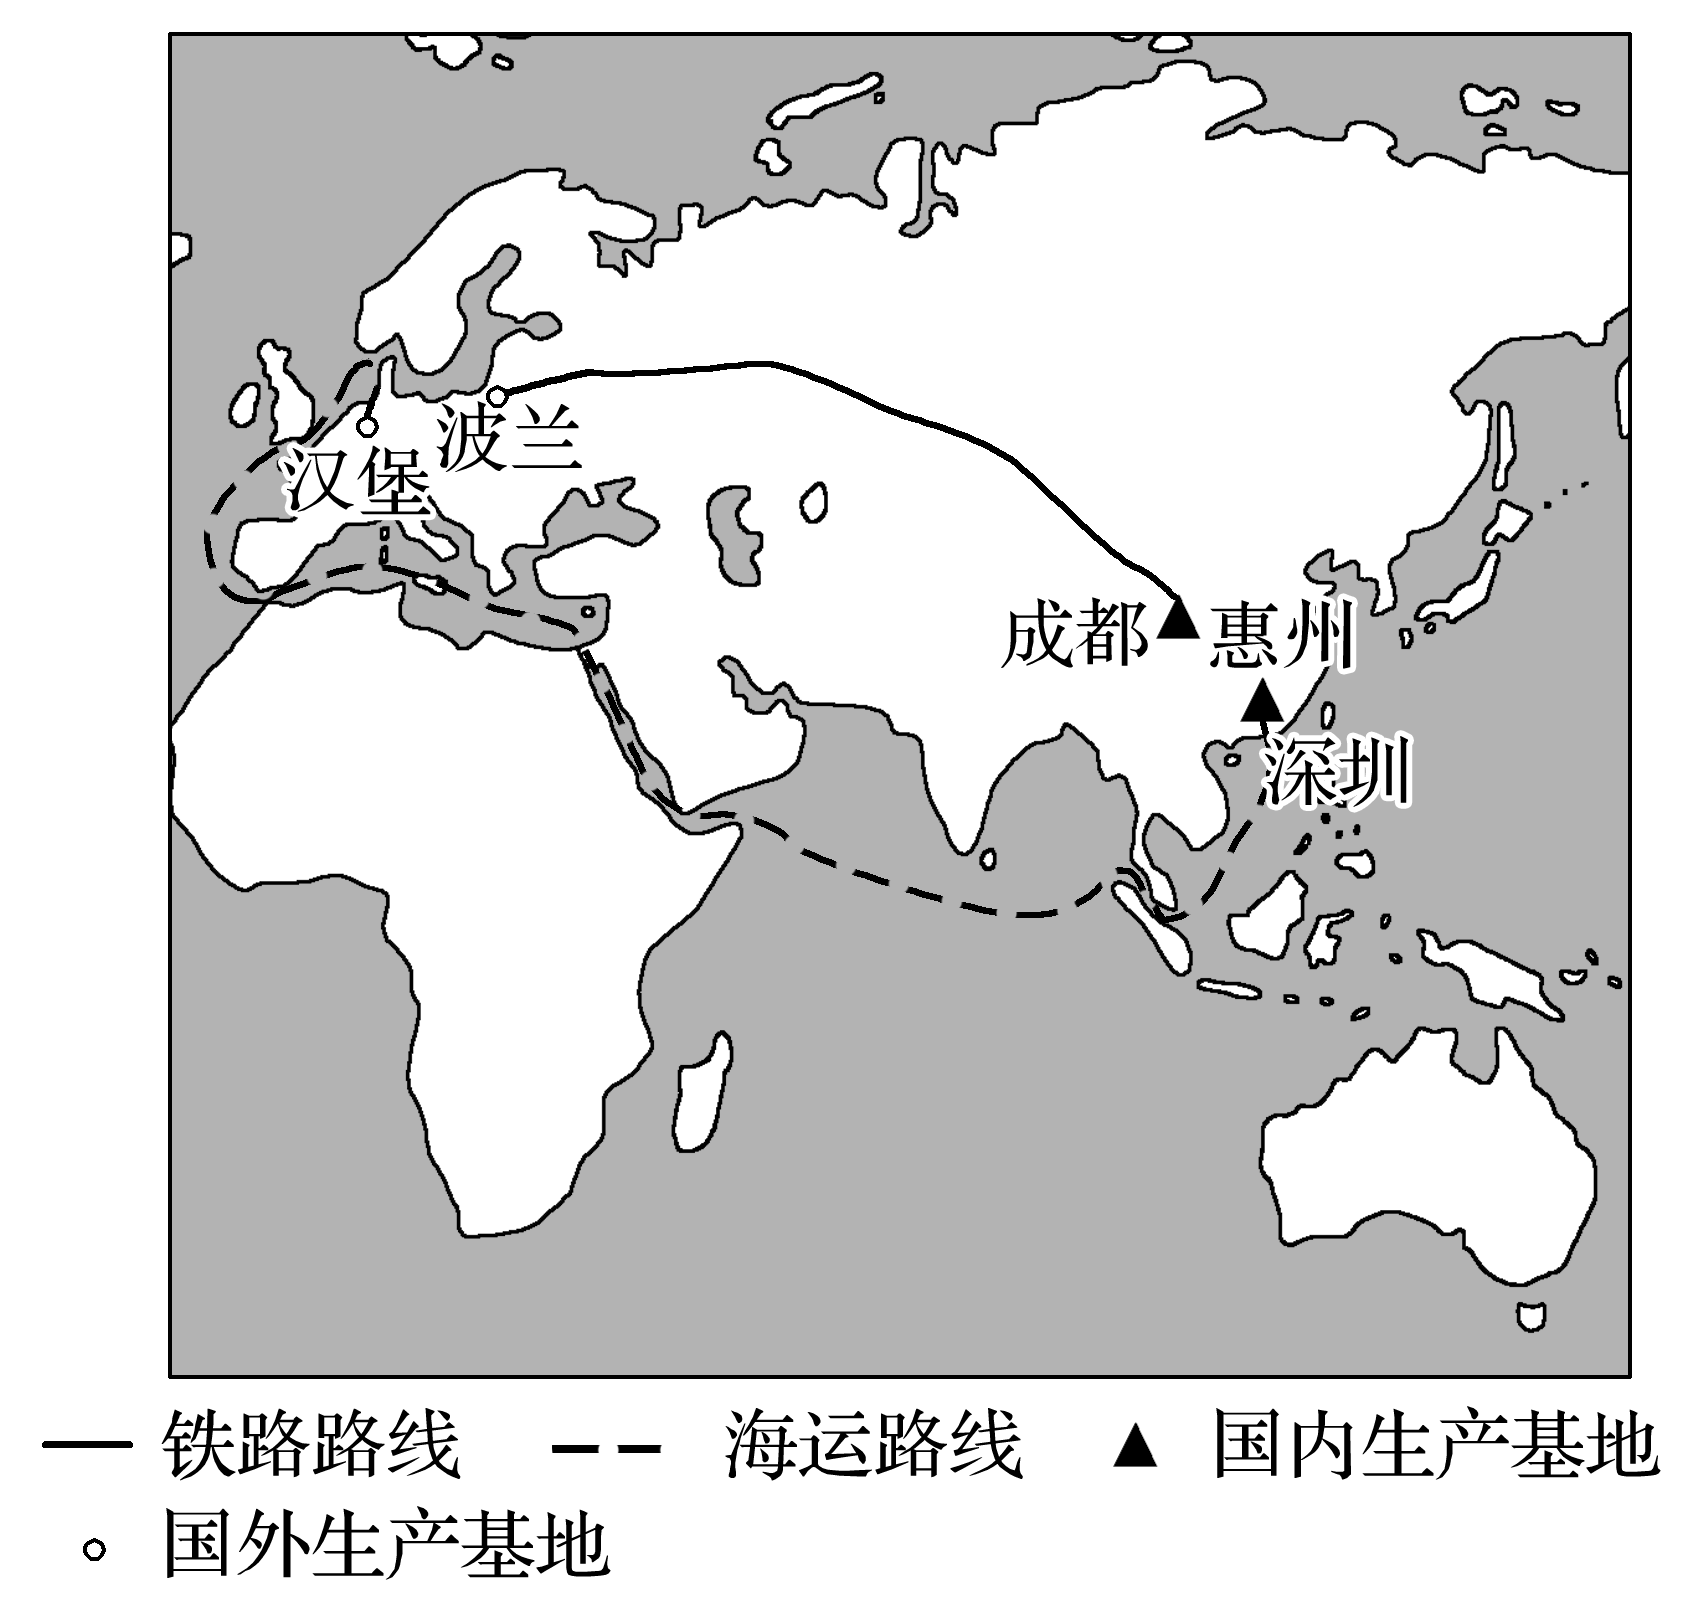 波兰
汉堡
成都
惠州
深圳
铁路路线 海运路线 国内生产基地
国外生产基地